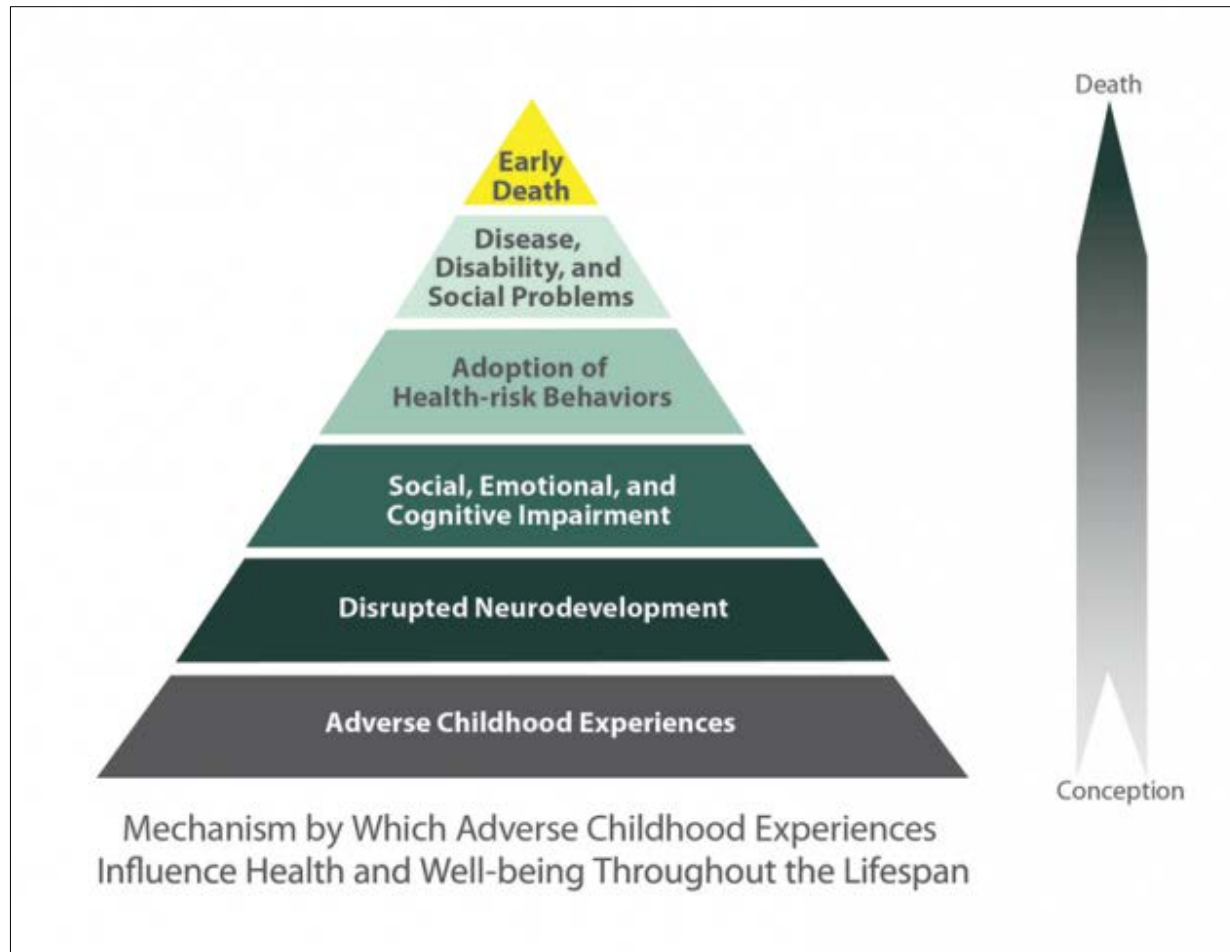 Death
Early
Death
Disease,
Disability, and
Social Problems
Adoption of
Health-risk Behaviors
Social, Emotional, and
Cognitive Impairment
Disrupted Neurodevelopment
Adverse Childhood Experiences
Conception
Mechanism by Which Adverse Childhood Experiences
Influence Health and Well-being Throughout the Lifespan